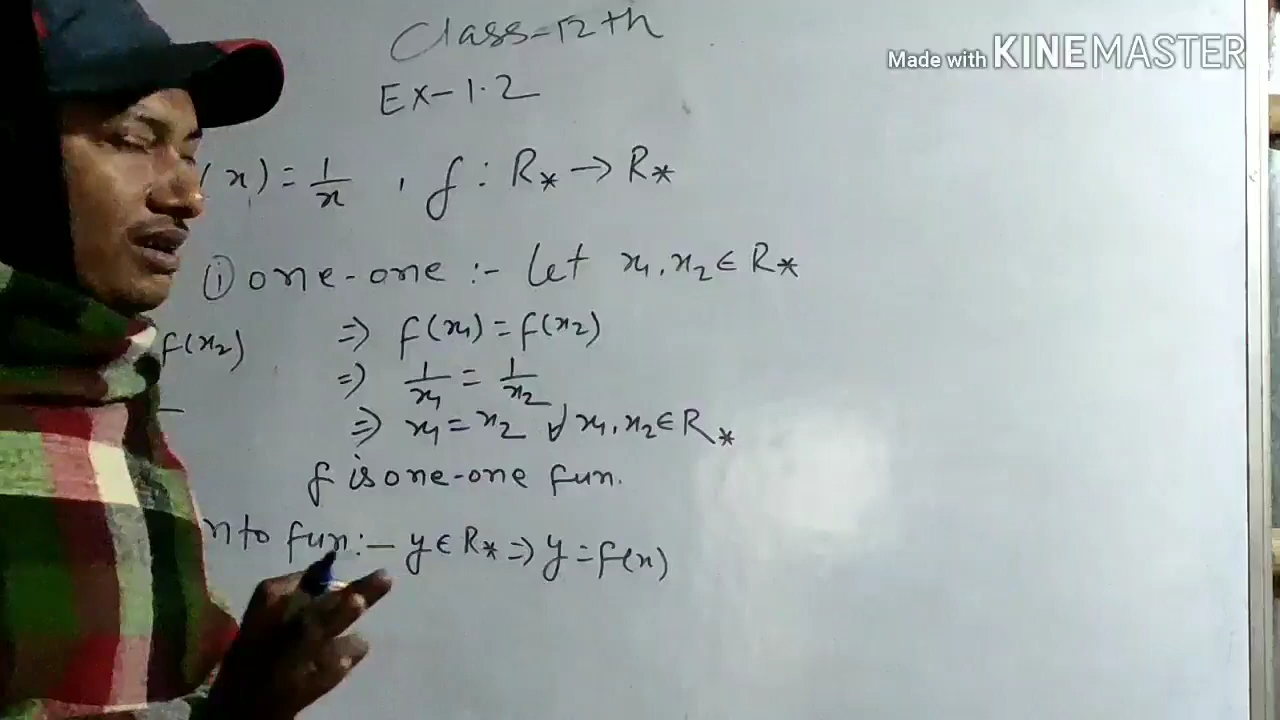 Class-12th
Made with KINEMASTER
Ex-1.2
(x) = 1/x , f : R* → R*
① one-one :- Let x₁, x₂ ∈ R*
⇒ f(x₁) = f(x₂)
f(x₂)
⇒ 1/x₁ = 1/x₂
⇒ x₁ = x₂ ∀ x₁, x₂ ∈ R*
f is one-one fun.
nto fun :- y ∈ R* ⇒ y = f(x)